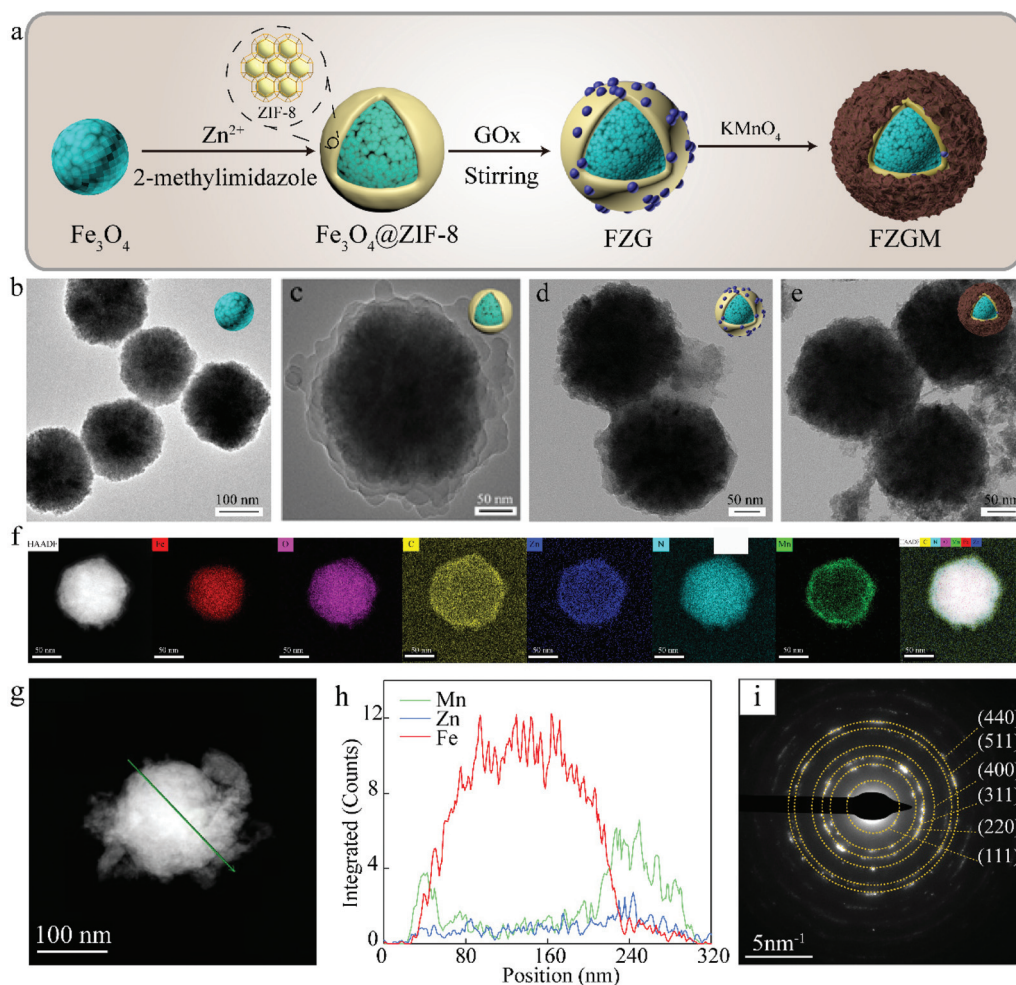 a
ZIF-8
Zn²⁺
2-methylimidazole
GOx
Stirring
KMnO₄
Fe₃O₄
Fe₃O₄@ZIF-8
FZG
FZGM
b
100 nm
c
50 nm
d
50 nm
e
50 nm
f
HAADF
Fe
O
C
Zn
N
Mn
50 nm
50 nm
50 nm
50 nm
50 nm
50 nm
50 nm
50 nm
g
100 nm
h
Mn
Zn
Fe
12
8
4
0
Integrated (Counts)
0 80 160 240 320
Position (nm)
i
(440)
(511)
(400)
(311)
(220)
(111)
5nm⁻¹